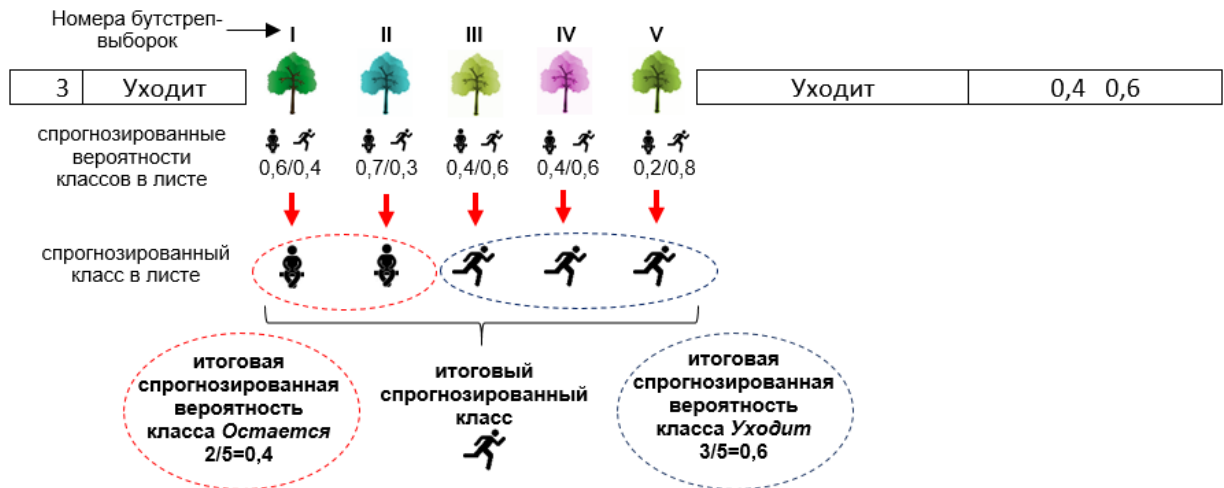 Номера бутстреп-
выборок
I II III IV V
3 Уходит
Уходит 0,4 0,6
спрогнозированные
вероятности
классов в листе
0,6/0,4 0,7/0,3 0,4/0,6 0,4/0,6 0,2/0,8
спрогнозированный
класс в листе
итоговая
спрогнозированная
вероятность
класса Остается
2/5=0,4
итоговый
спрогнозированный
класс
итоговая
спрогнозированная
вероятность
класса Уходит
3/5=0,6